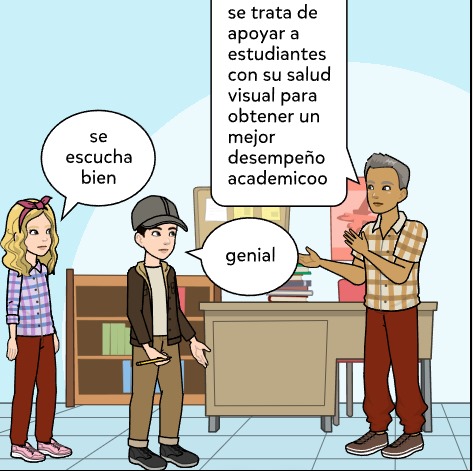 se trata de
apoyar a
estudiantes
con su salud
visual para
obtener un
mejor
desempeño
academicoo
se
escucha
bien
genial